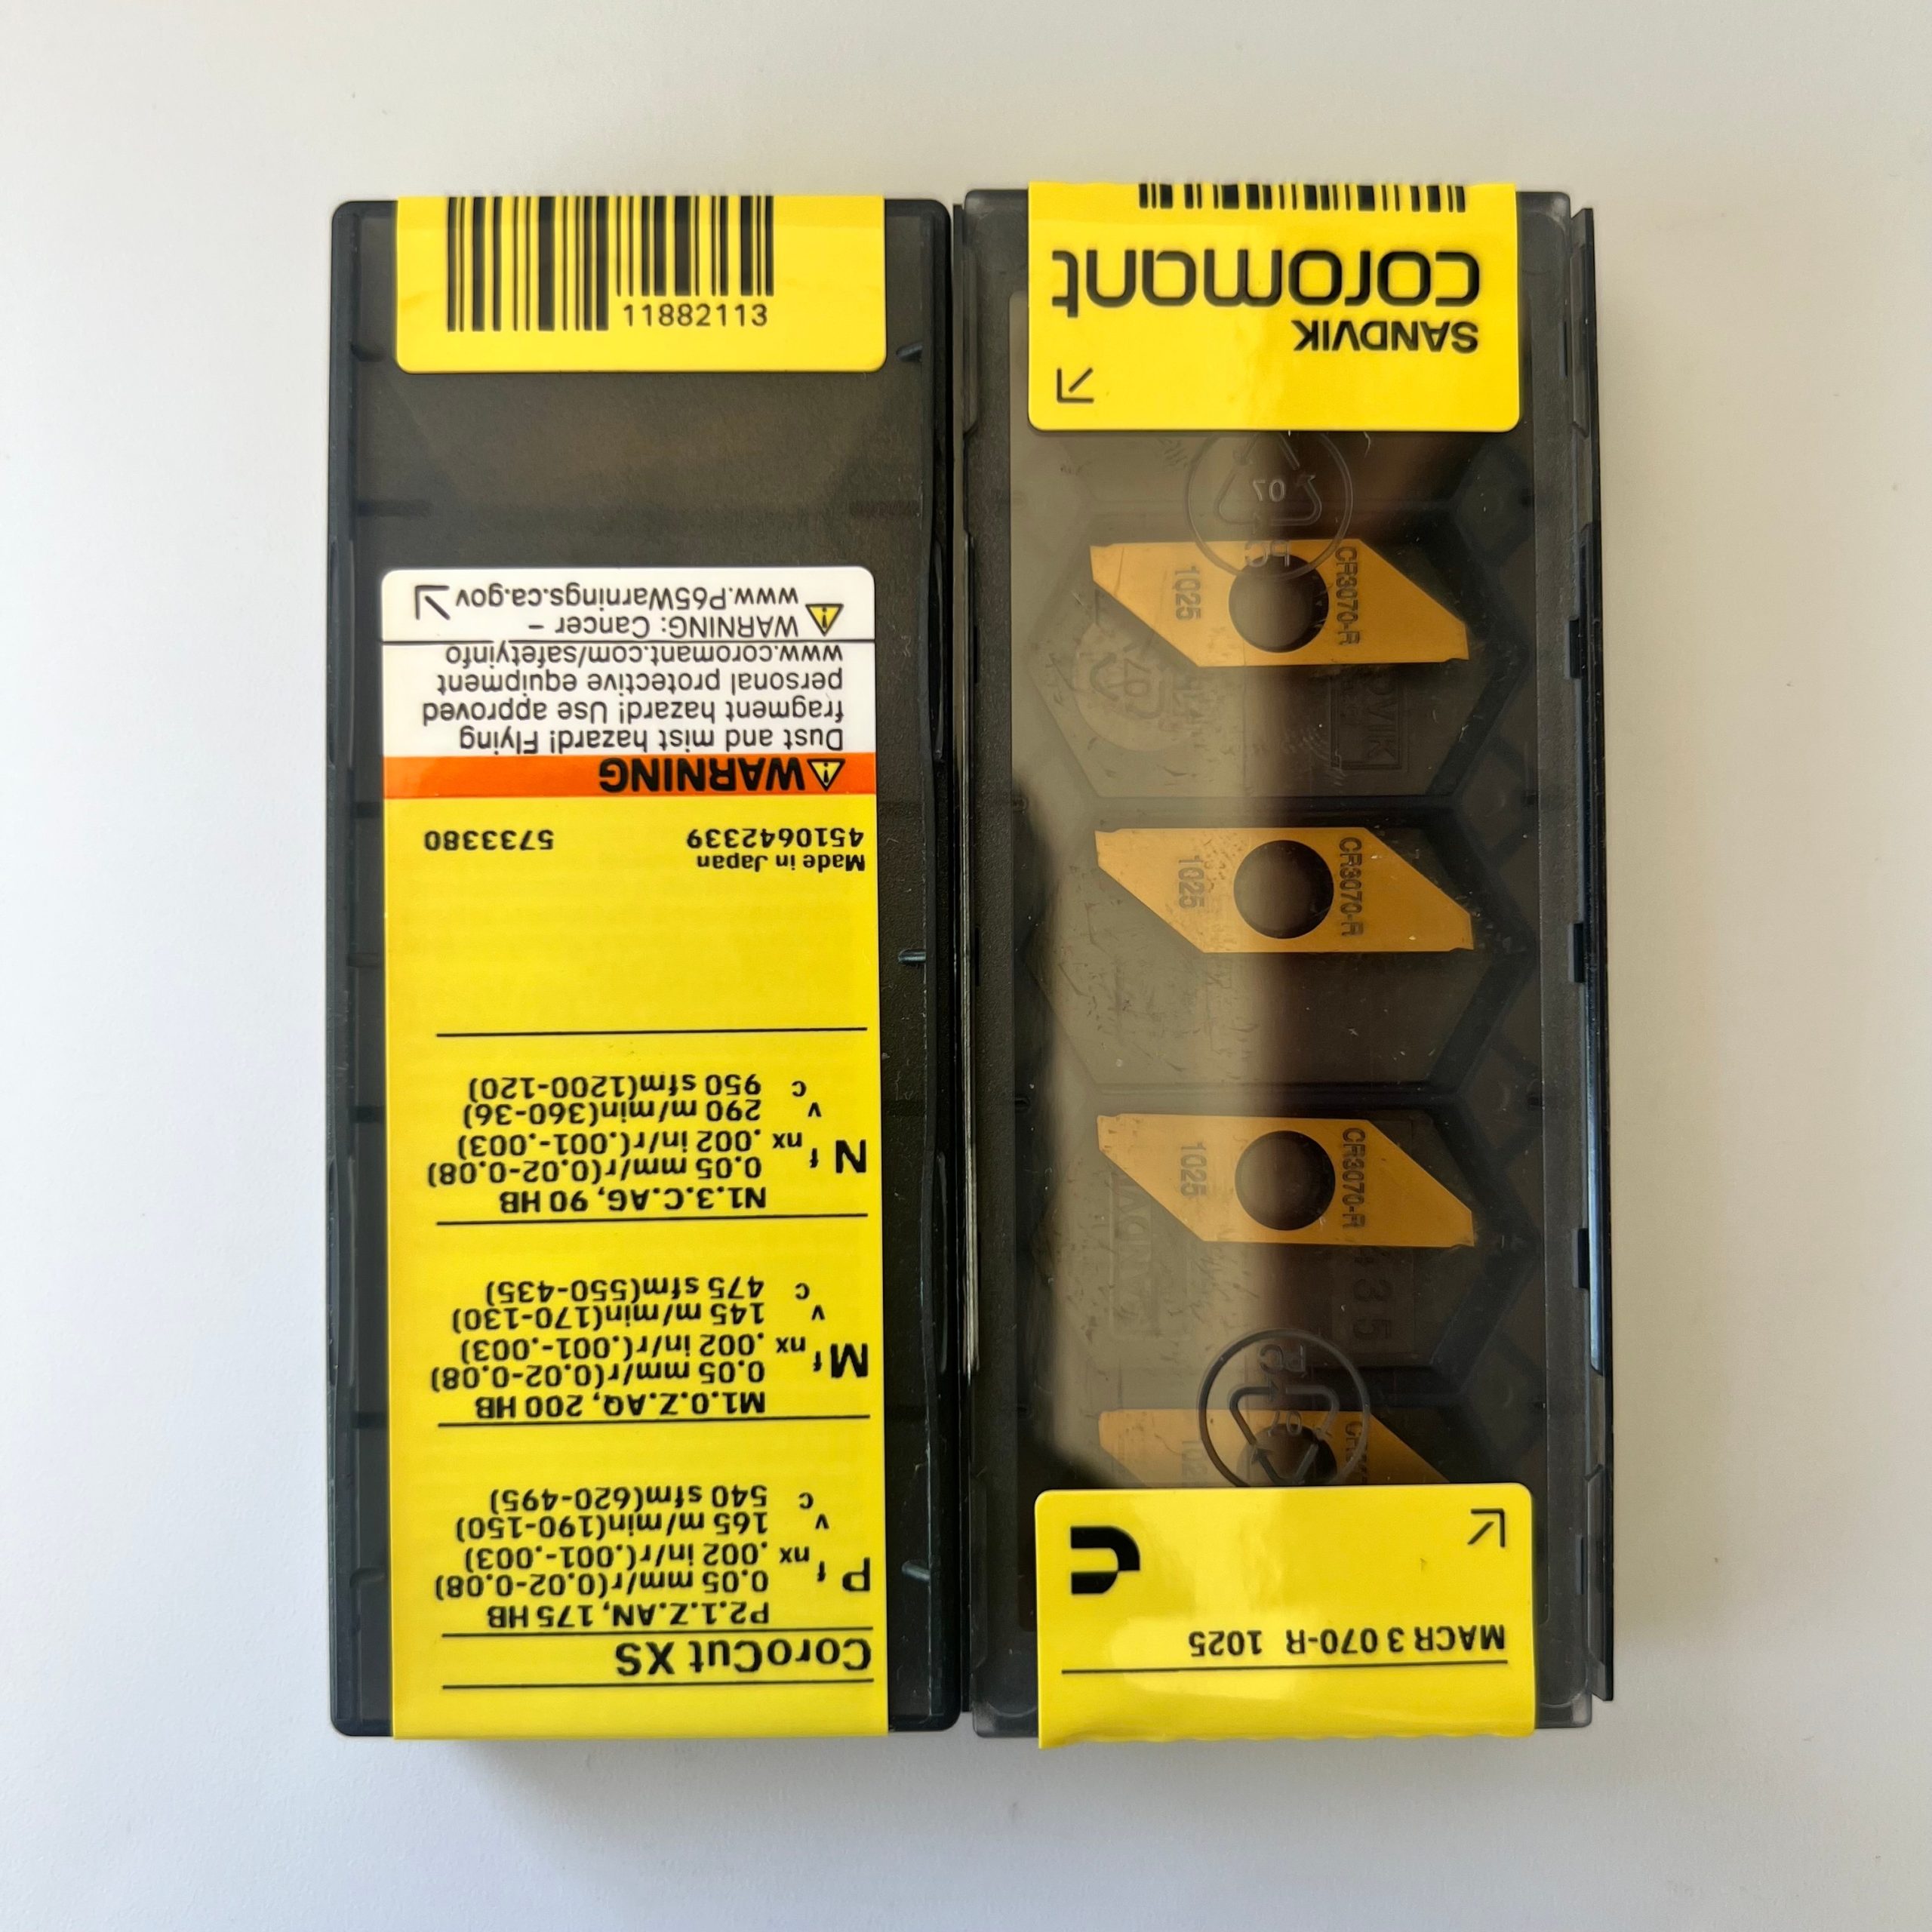 MACR 3 070-R 1025
CR3070-R
1025
CR3070-R
1025
CR3070-R
1025
SANDVIK
coromant
CoroCut XS
P2.1.Z.AN, 175 HB
P f 0.05 mm/r(0.02-0.08)
nx .002 in/r(.001-.003)
v 165 m/min(190-150)
c 540 sfm(620-495)
M1.0.Z.AQ, 200 HB
M f 0.05 mm/r(0.02-0.08)
nx .002 in/r(.001-.003)
v 145 m/min(170-130)
c 475 sfm(550-435)
N1.3.C.AG, 90 HB
N f 0.05 mm/r(0.02-0.08)
nx .002 in/r(.001-.003)
v 290 m/min(360-36)
c 950 sfm(1200-120)
Made in Japan
4510642339 5733380
WARNING
Dust and mist hazard! Flying
fragment hazard! Use approved
personal protective equipment
www.coromant.com/safetyinfo
WARNING: Cancer –
www.P65Warnings.ca.gov
11882113